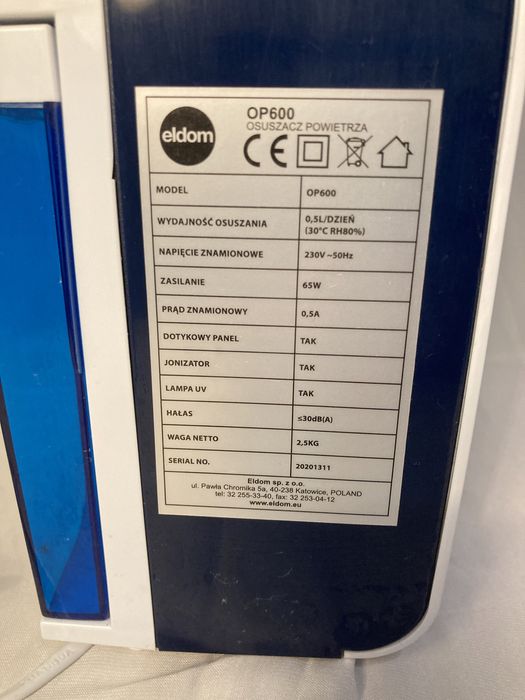 eldom
OP600
OSUSZACZ POWIETRZA
CE
MODEL OP600
WYDAJNOŚĆ OSUSZANIA 0,5L/DZIEŃ
(30°C RH80%)
NAPIĘCIE ZNAMIONOWE 230V ~50Hz
ZASILANIE 65W
PRĄD ZNAMIONOWY 0,5A
DOTYKOWY PANEL TAK
JONIZATOR TAK
LAMPA UV TAK
HAŁAS ≤30dB(A)
WAGA NETTO 2,5KG
SERIAL NO. 20201311
Eldom sp. z o.o.
ul. Pawła Chromika 5a, 40-238 Katowice, POLAND
tel: 32 255-33-40, fax: 32 253-04-12
www.eldom.eu